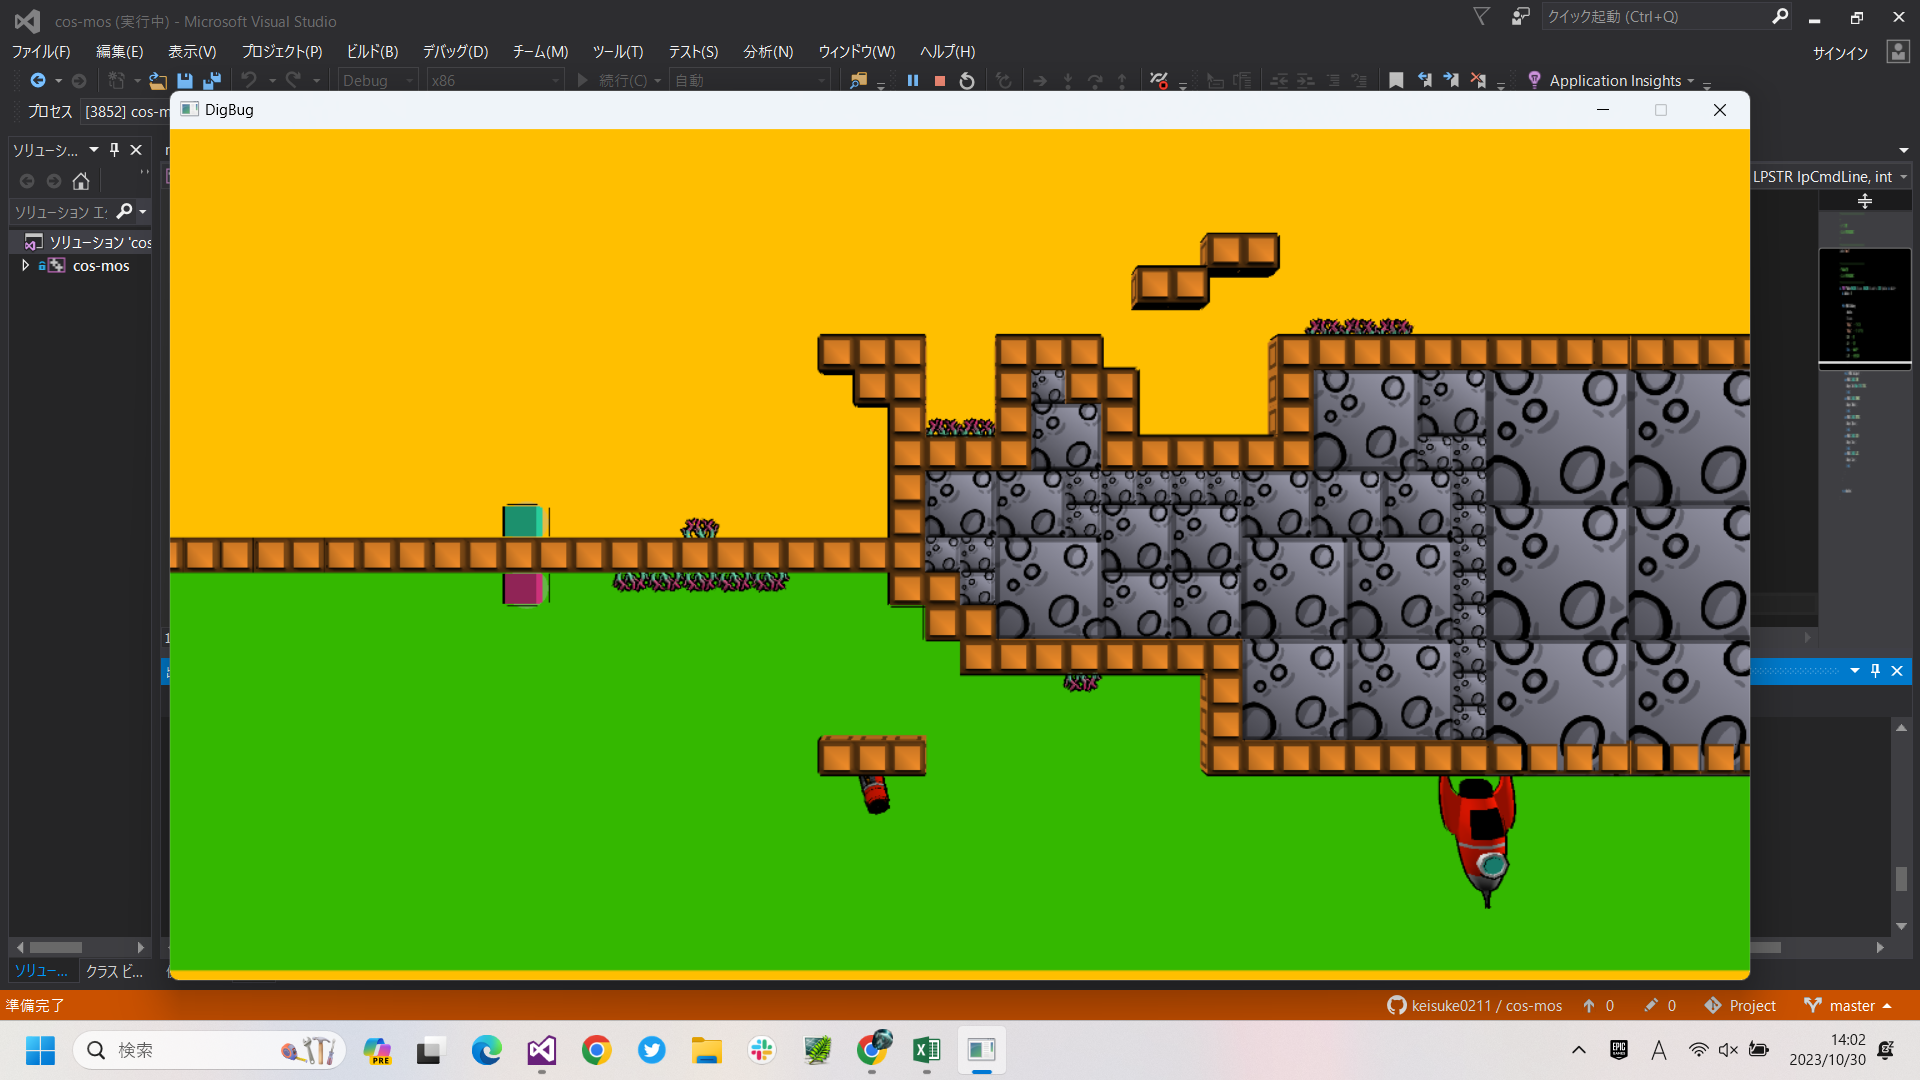 cos-mos (実行中) - Microsoft Visual Studio
クイック起動 (Ctrl+Q)
ファイル(F) 編集(E) 表示(V) プロジェクト(P) ビルド(B) デバッグ(D) チーム(M) ツール(T) テスト(S) 分析(N) ウィンドウ(W) ヘルプ(H)
サインイン
Debug x86 続行(C) 自動 Application Insights
プロセス [3852] cos-m
DigBug
ソリューシ...
LPSTR lpCmdLine, int
ソリューション エ
ソリューション 'cos
cos-mos
ソリュー... クラス ビ...
準備完了
keisuke0211 / cos-mos 0 0 Project master
検索
PRE
EPIC GAMES
A
14:02
2023/10/30